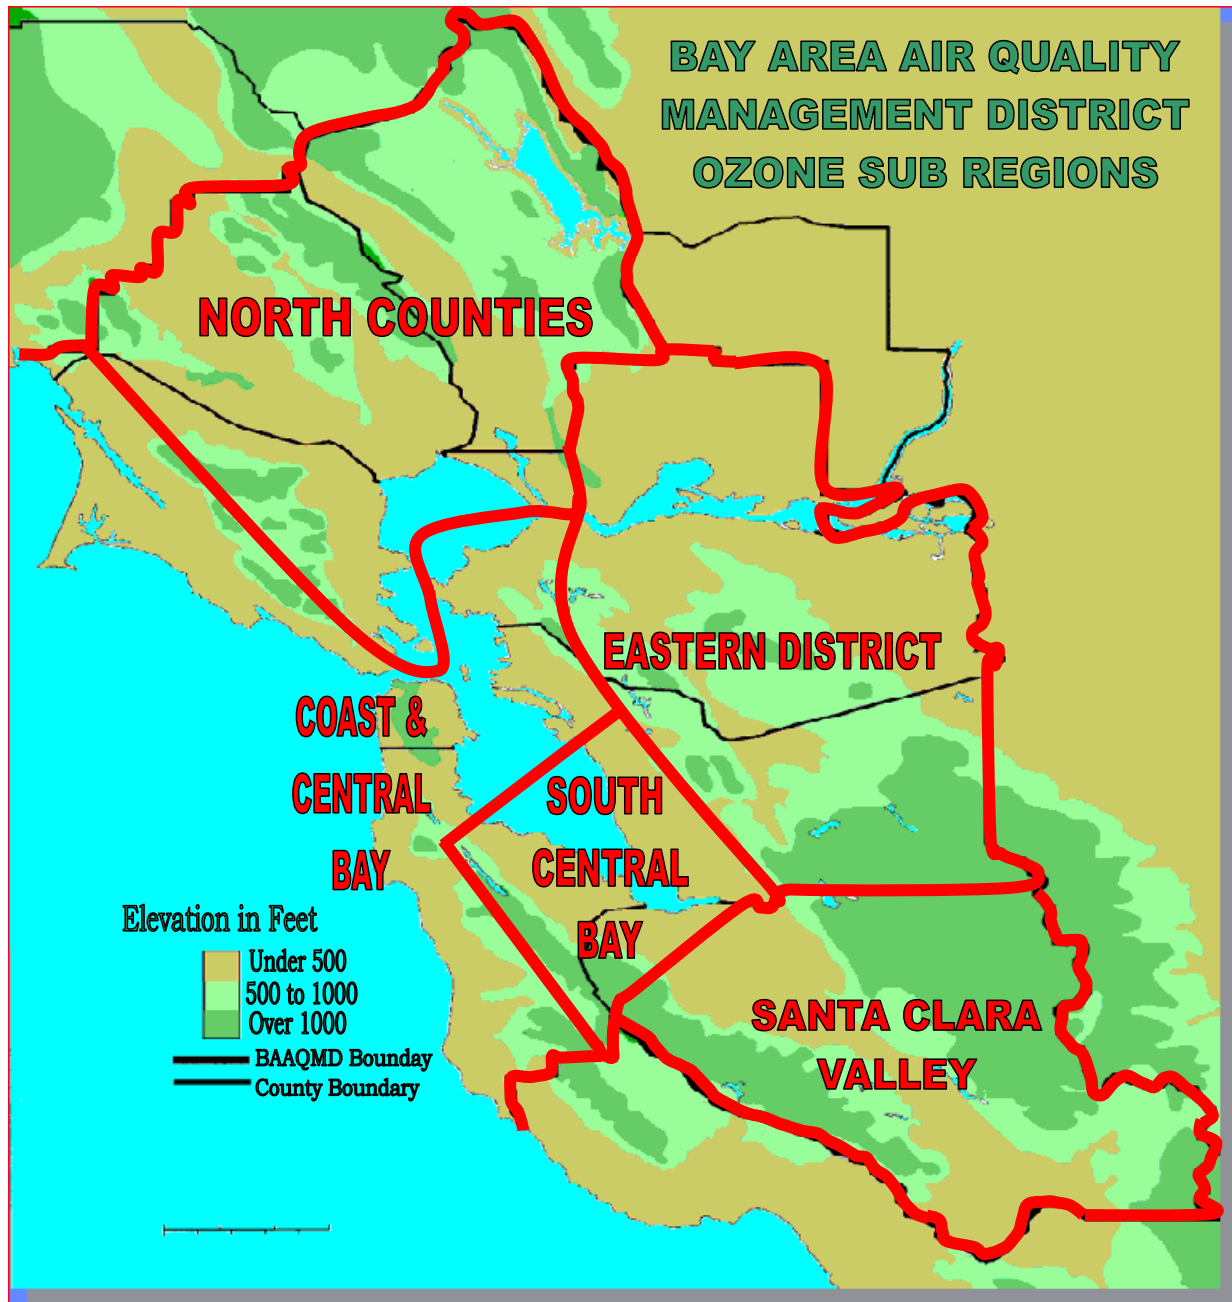 BAY AREA AIR QUALITY
MANAGEMENT DISTRICT
OZONE SUB REGIONS
NORTH COUNTIES
EASTERN DISTRICT
COAST &
CENTRAL
BAY
SOUTH
CENTRAL
BAY
SANTA CLARA
VALLEY
Elevation in Feet
Under 500
500 to 1000
Over 1000
BAAQMD Bounday
County Boundary